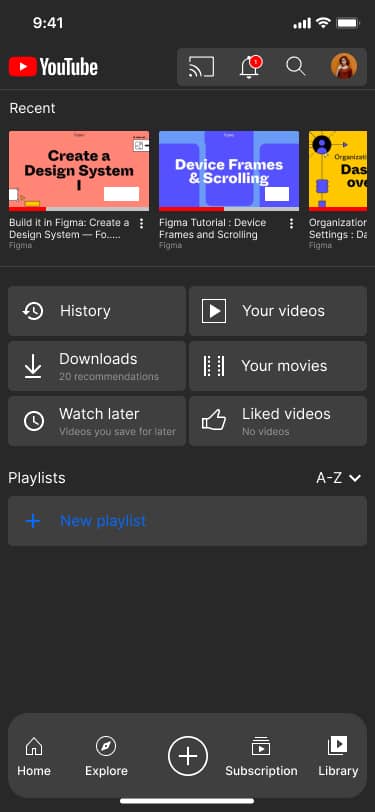 9:41
YouTube
1
Recent
Create a
Design System
I
Device Frames
& Scrolling
Organizatio
Das
ove
Build it in Figma: Create a
Design System — Fo.....
Figma
Figma Tutorial : Device
Frames and Scrolling
Figma
Organization
Settings : Da
Figma
History
Your videos
Downloads
20 recommendations
Your movies
Watch later
Videos you save for later
Liked videos
No videos
Playlists
A-Z
New playlist
Home
Explore
Subscription
Library